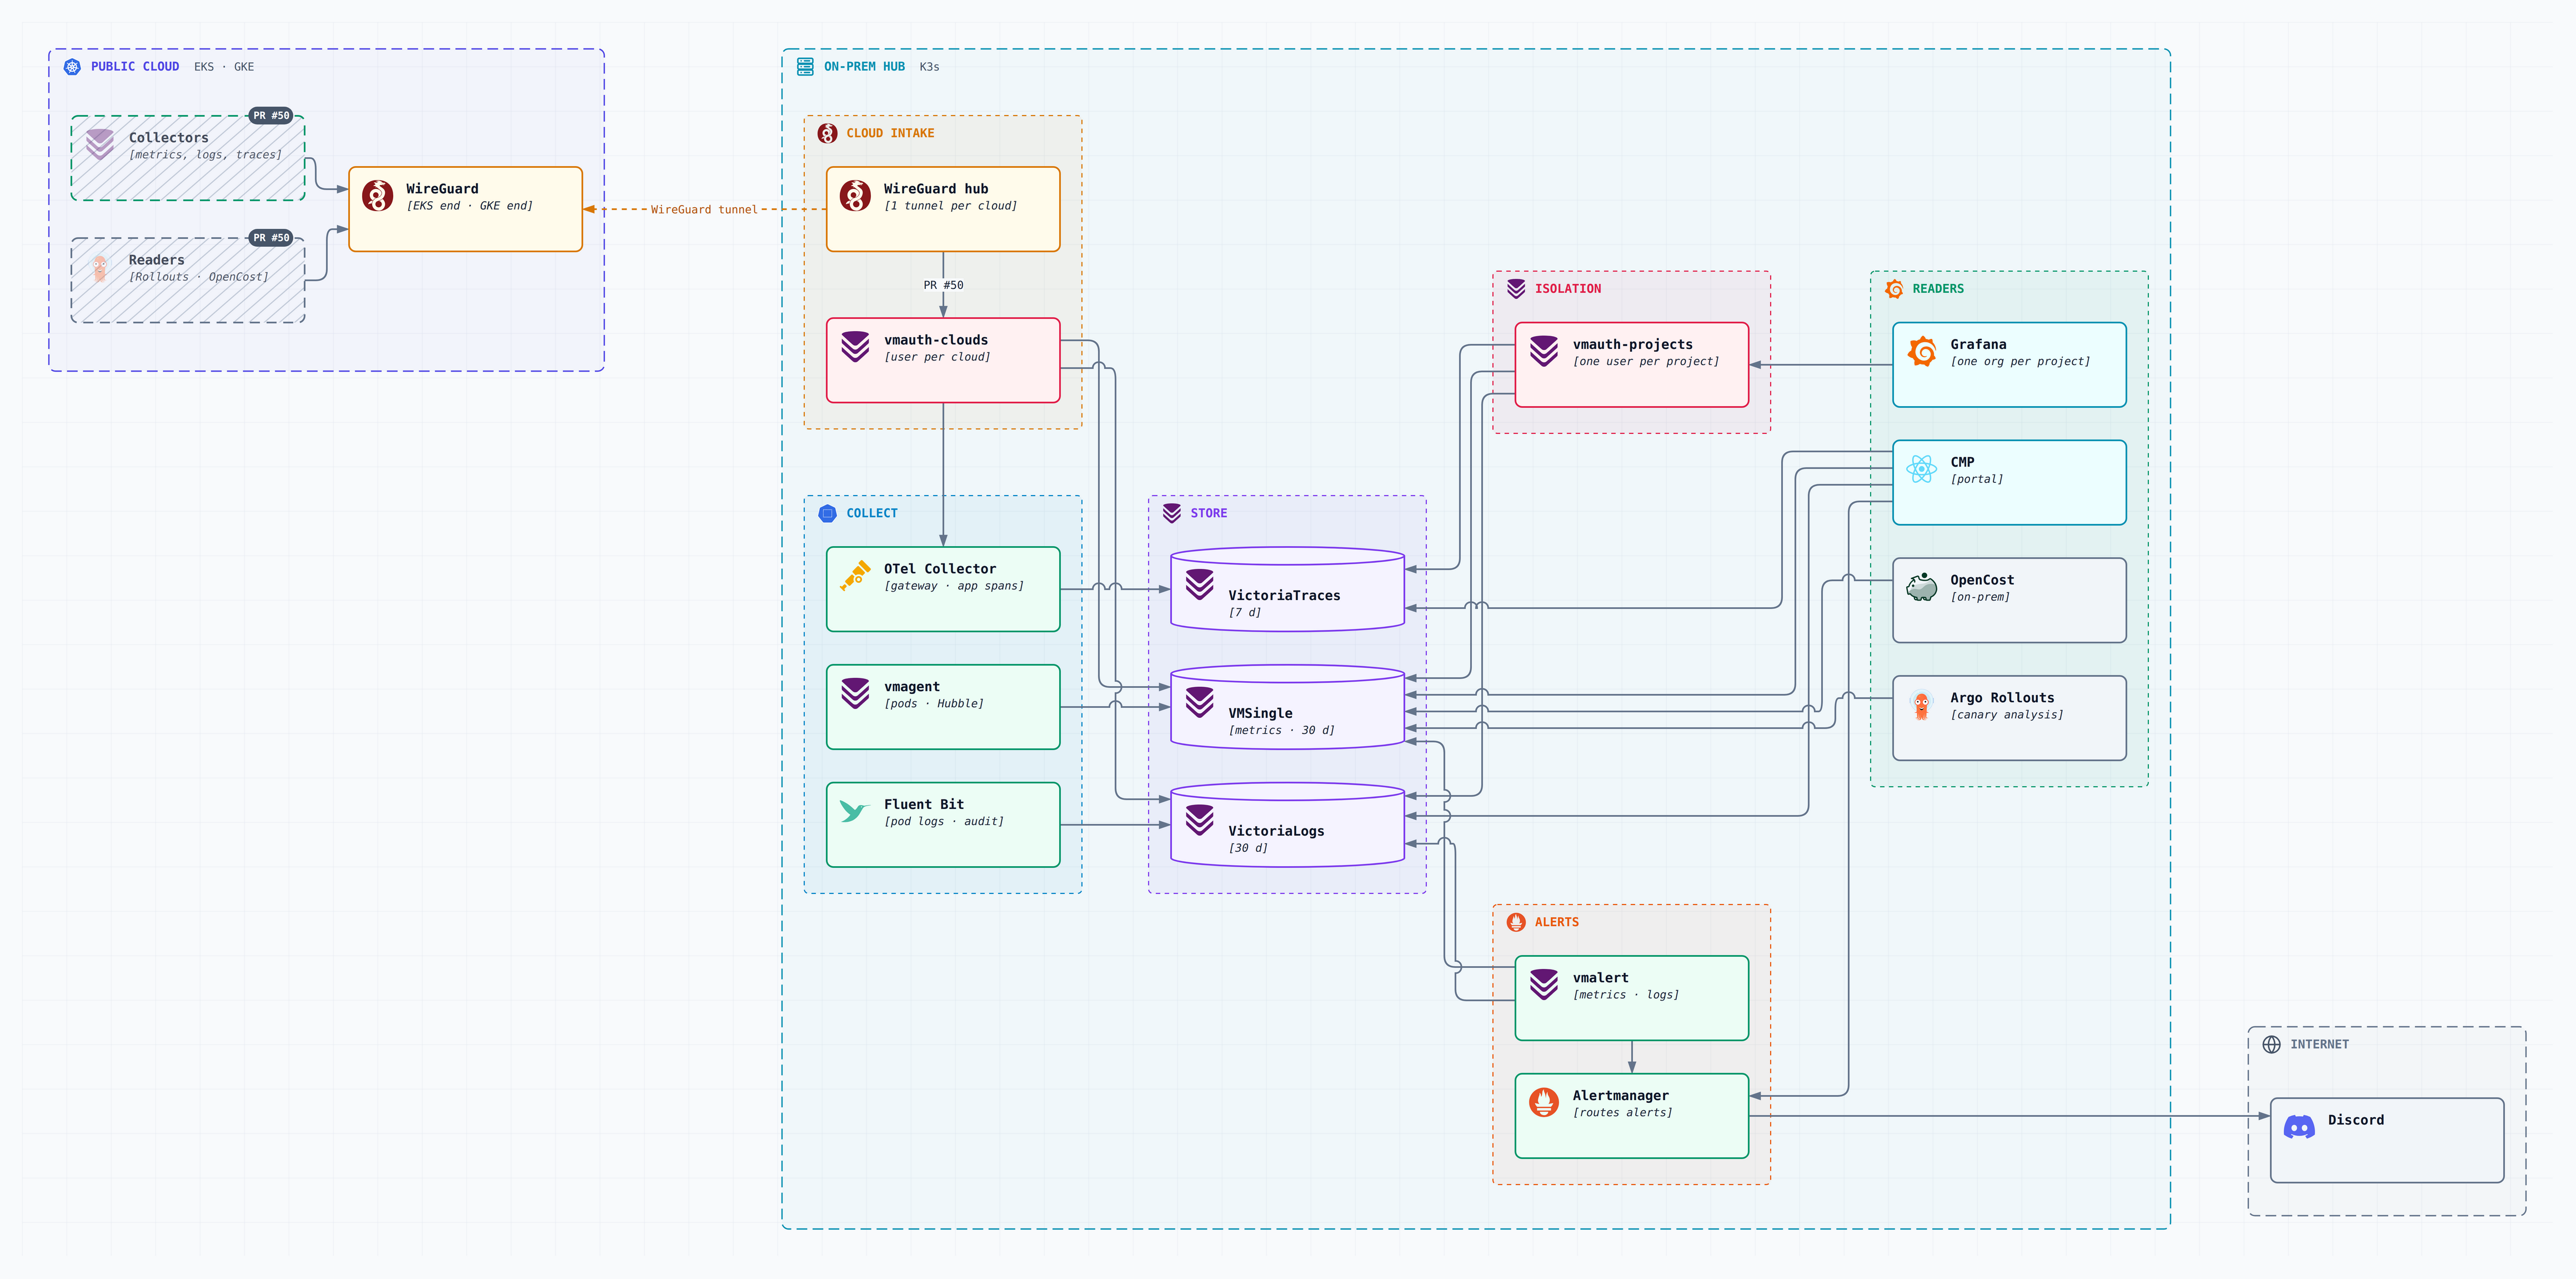 PUBLIC CLOUD EKS · GKE
PR #50
Collectors
[metrics, logs, traces]
PR #50
Readers
[Rollouts · OpenCost]
WireGuard
[EKS end · GKE end]
WireGuard tunnel
ON-PREM HUB K3s
CLOUD INTAKE
WireGuard hub
[1 tunnel per cloud]
PR #50
vmauth-clouds
[user per cloud]
COLLECT
OTel Collector
[gateway · app spans]
vmagent
[pods · Hubble]
Fluent Bit
[pod logs · audit]
STORE
VictoriaTraces
[7 d]
VMSingle
[metrics · 30 d]
VictoriaLogs
[30 d]
ISOLATION
vmauth-projects
[one user per project]
READERS
Grafana
[one org per project]
CMP
[portal]
OpenCost
[on-prem]
Argo Rollouts
[canary analysis]
ALERTS
vmalert
[metrics · logs]
Alertmanager
[routes alerts]
INTERNET
Discord